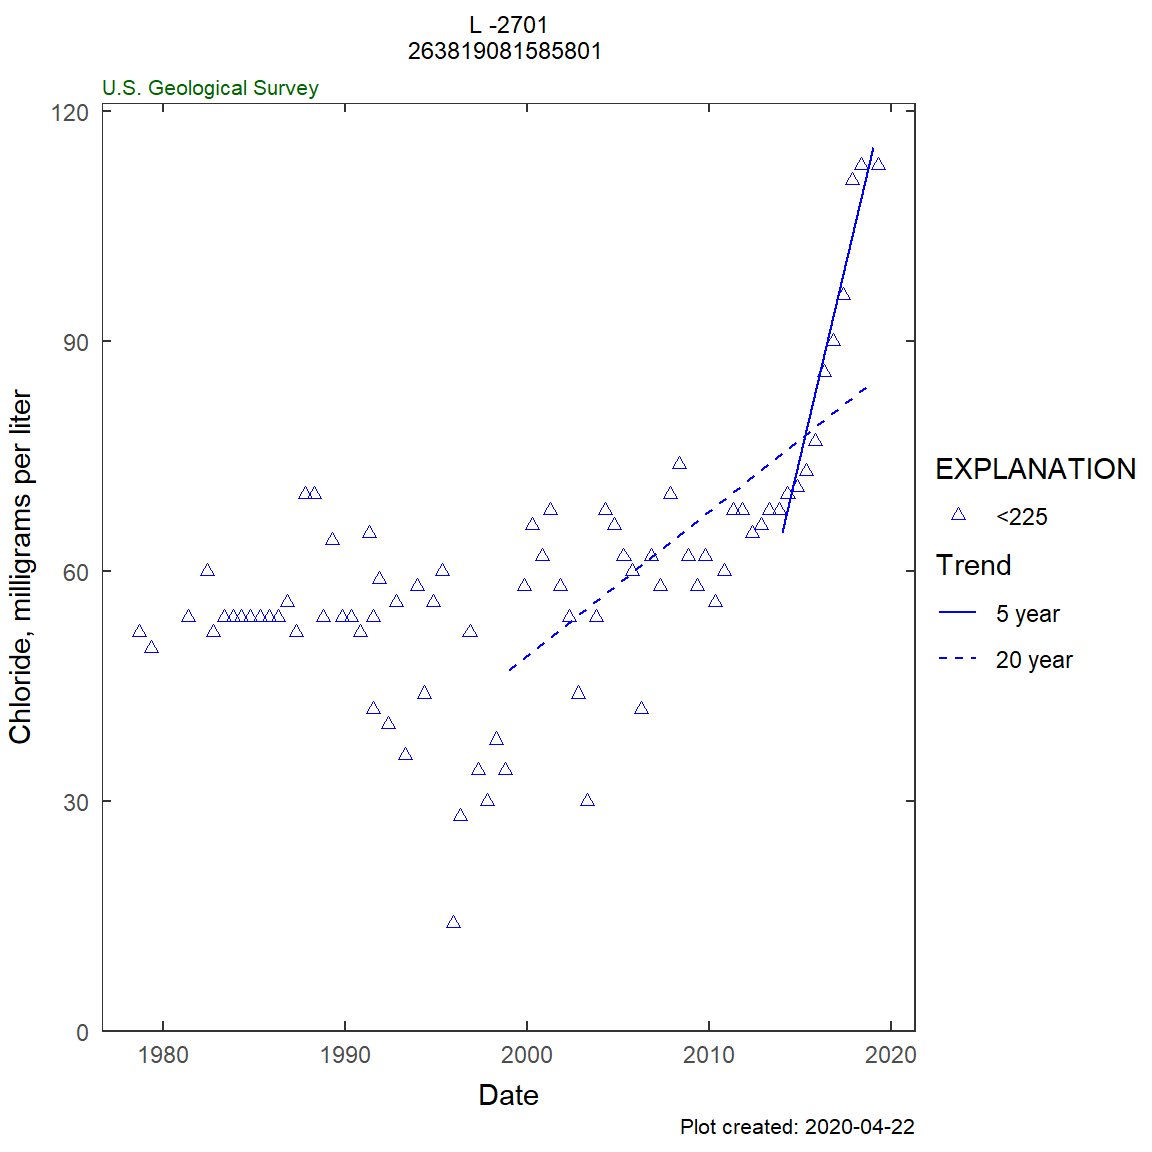 L -2701
263819081585801
U.S. Geological Survey
120
90
60
30
0
Chloride, milligrams per liter
1980
1990
2000
2010
2020
Date
EXPLANATION
<225
Trend
5 year
20 year
Plot created: 2020-04-22